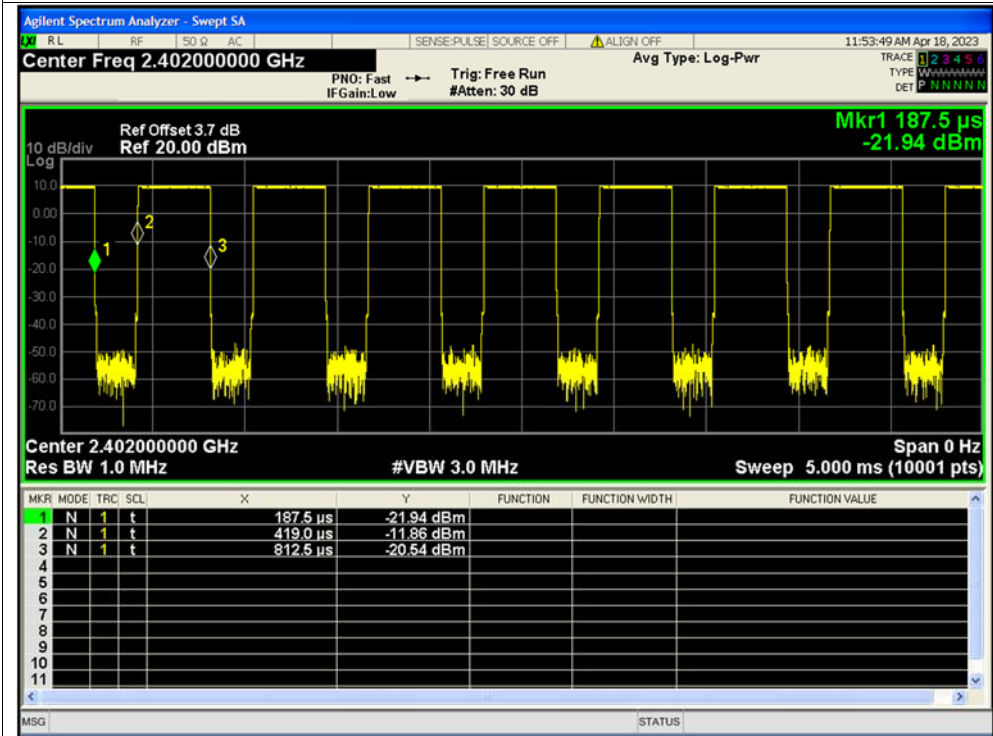 Agilent Spectrum Analyzer - Swept SA
RL RF 50 Ω AC SENSE:PULSE SOURCE OFF ALIGN OFF 11:53:49 AM Apr 18, 2023
Center Freq 2.402000000 GHz Avg Type: Log-Pwr TRACE 1 2 3 4 5 6
PNO: Fast Trig: Free Run TYPE W
IFGain:Low #Atten: 30 dB DET P N N N N N
Mkr1 187.5 µs
Ref Offset 3.7 dB
10 dB/div Ref 20.00 dBm -21.94 dBm
Log
10.0
0.00
-10.0
-20.0
-30.0
-40.0
-50.0
-60.0
-70.0
1
2
3
Center 2.402000000 GHz Span 0 Hz
Res BW 1.0 MHz #VBW 3.0 MHz Sweep 5.000 ms (10001 pts)
MKR MODE TRC SCL X Y FUNCTION FUNCTION WIDTH FUNCTION VALUE
1 N 1 t 187.5 µs -21.94 dBm
2 N 1 t 419.0 µs -11.86 dBm
3 N 1 t 812.5 µs -20.54 dBm
4
5
6
7
8
9
10
11
MSG STATUS